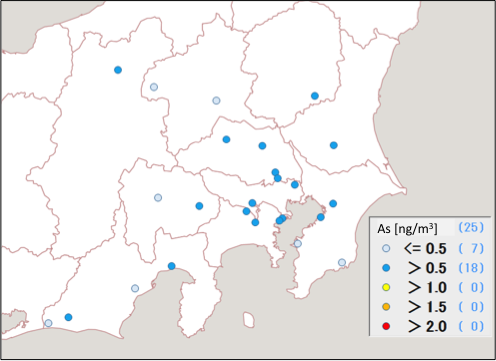 As [ng/m³] (25)
<= 0.5 ( 7)
> 0.5 (18)
> 1.0 ( 0)
> 1.5 ( 0)
> 2.0 ( 0)